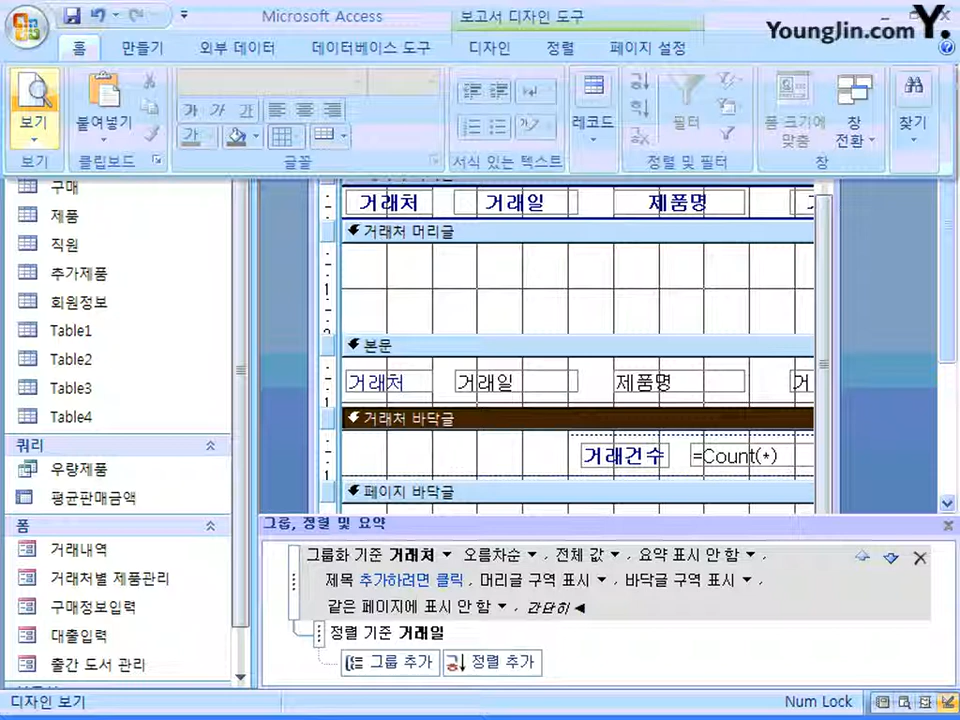 Microsoft Access
보고서 디자인 도구
YoungJin.com Y.
홈 만들기 외부 데이터 데이터베이스 도구 디자인 정렬 페이지 설정
보기 붙여넣기 가 가 가 레코드 필터 폼 크기에 맞춤 창 전환 찾기
보기 클립보드 글꼴 서식 있는 텍스트 정렬 및 필터 창
구매
제품
직원
추가제품
회원정보
Table1
Table2
Table3
Table4
쿼리
우량제품
평균판매금액
폼
거래내역
거래처별 제품관리
구매정보입력
대출입력
출간 도서 관리
거래처 거래일 제품명
거래처 머리글
본문
거래처 거래일 제품명 거
거래처 바닥글
거래건수 =Count(*)
페이지 바닥글
그룹, 정렬 및 요약
그룹화 기준 거래처 오름차순 , 전체 값 , 요약 표시 안 함 ,
제목 추가하려면 클릭, 머리글 구역 표시 , 바닥글 구역 표시 ,
같은 페이지에 표시 안 함 , 간단히
정렬 기준 거래일
그룹 추가 정렬 추가
디자인 보기 Num Lock